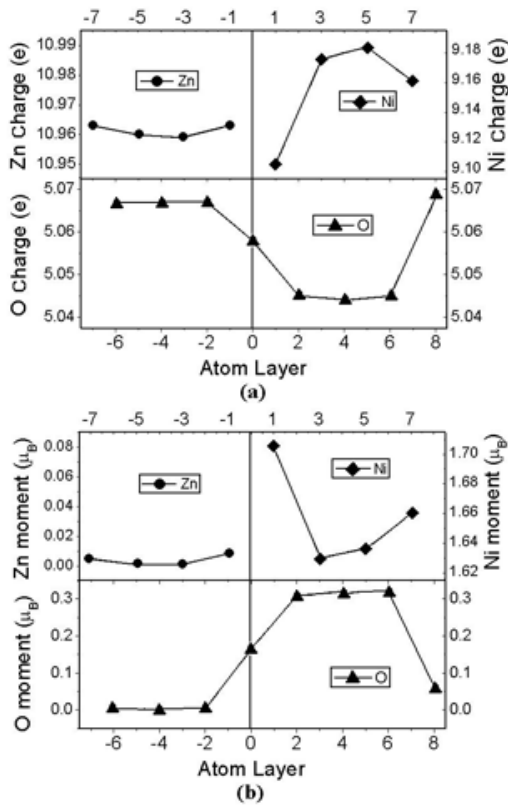 -7 -5 -3 -1 1 3 5 7
10.99
10.98
10.97
10.96
10.95
Zn Charge (e)
Zn
Ni
9.18
9.16
9.14
9.12
9.10
Ni charge (e)
5.07
5.06
5.05
5.04
O Charge (e)
O
5.07
5.06
5.05
5.04
-6 -4 -2 0 2 4 6 8
Atom Layer
(a)
-7 -5 -3 -1 1 3 5 7
0.08
0.06
0.04
0.02
0.00
Zn moment (μB)
Zn
Ni
1.70
1.68
1.66
1.64
1.62
Ni moment (μB)
0.3
0.2
0.1
0.0
O moment (μB)
O
0.3
0.2
0.1
0.0
-6 -4 -2 0 2 4 6 8
Atom Layer
(b)